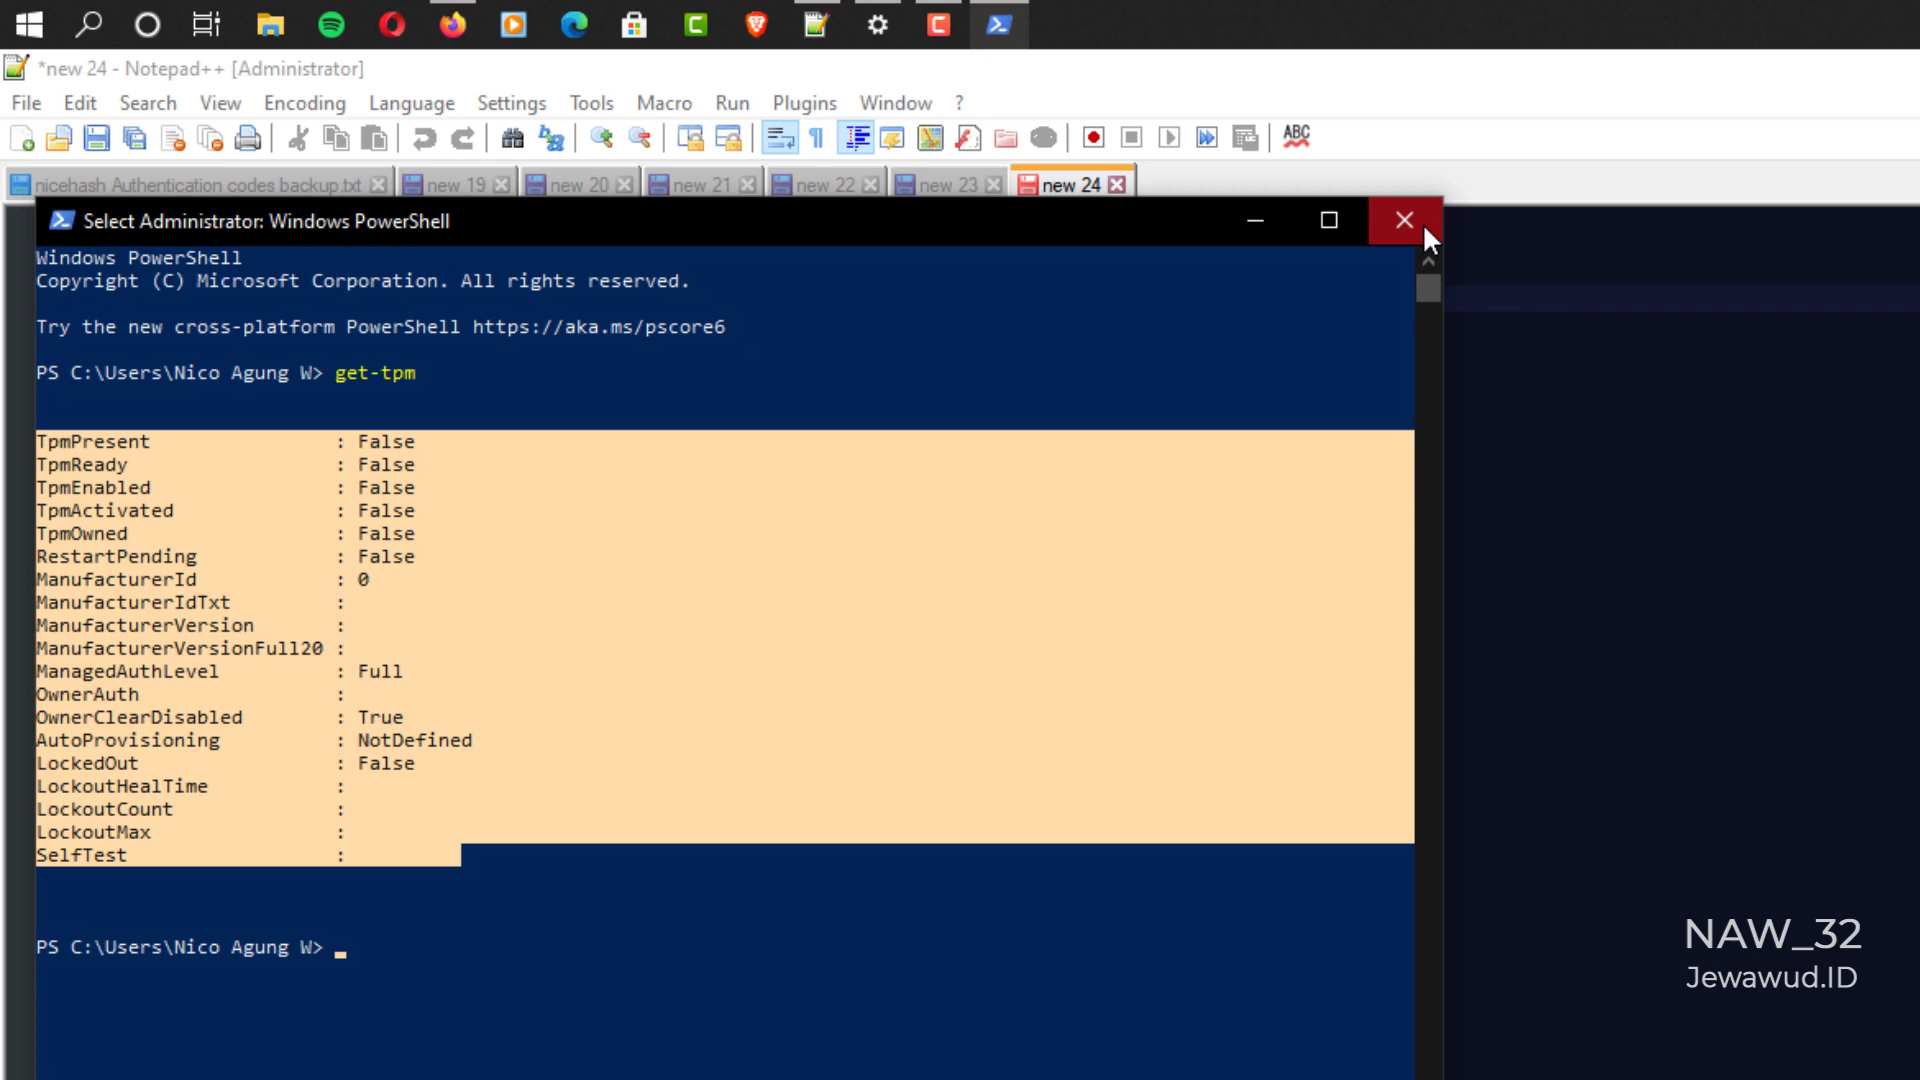 *new 24 - Notepad++ [Administrator]
File Edit Search View Encoding Language Settings Tools Macro Run Plugins Window ?
ABC
nicehash Authentication codes backup.txt new 19 new 20 new 21 new 22 new 23 new 24
Select Administrator: Windows PowerShell
Windows PowerShell
Copyright (C) Microsoft Corporation. All rights reserved.
Try the new cross-platform PowerShell https://aka.ms/pscore6
PS C:\Users\Nico Agung W> get-tpm
TpmPresent : False
TpmReady : False
TpmEnabled : False
TpmActivated : False
TpmOwned : False
RestartPending : False
ManufacturerId : 0
ManufacturerIdTxt :
ManufacturerVersion :
ManufacturerVersionFull20 :
ManagedAuthLevel : Full
OwnerAuth :
OwnerClearDisabled : True
AutoProvisioning : NotDefined
LockedOut : False
LockoutHealTime :
LockoutCount :
LockoutMax :
SelfTest :
PS C:\Users\Nico Agung W>
NAW_32
Jewawud.ID